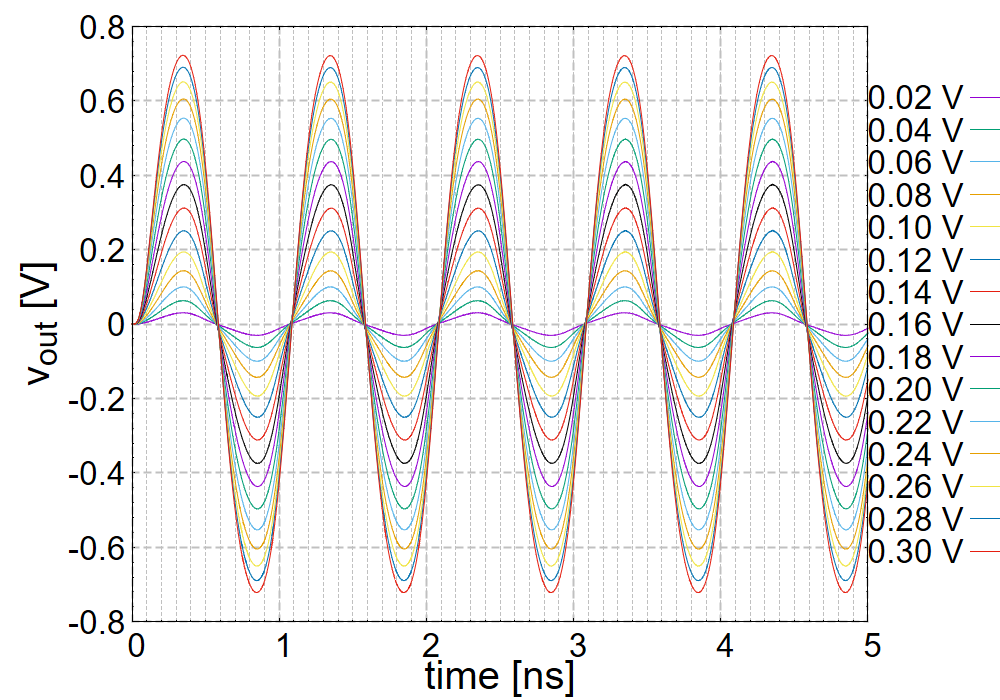 0.8
0.6
0.4
0.2
0
-0.2
-0.4
-0.6
-0.8
vout [V]
0 1 2 3 4 5
time [ns]
0.02 V
0.04 V
0.06 V
0.08 V
0.10 V
0.12 V
0.14 V
0.16 V
0.18 V
0.20 V
0.22 V
0.24 V
0.26 V
0.28 V
0.30 V